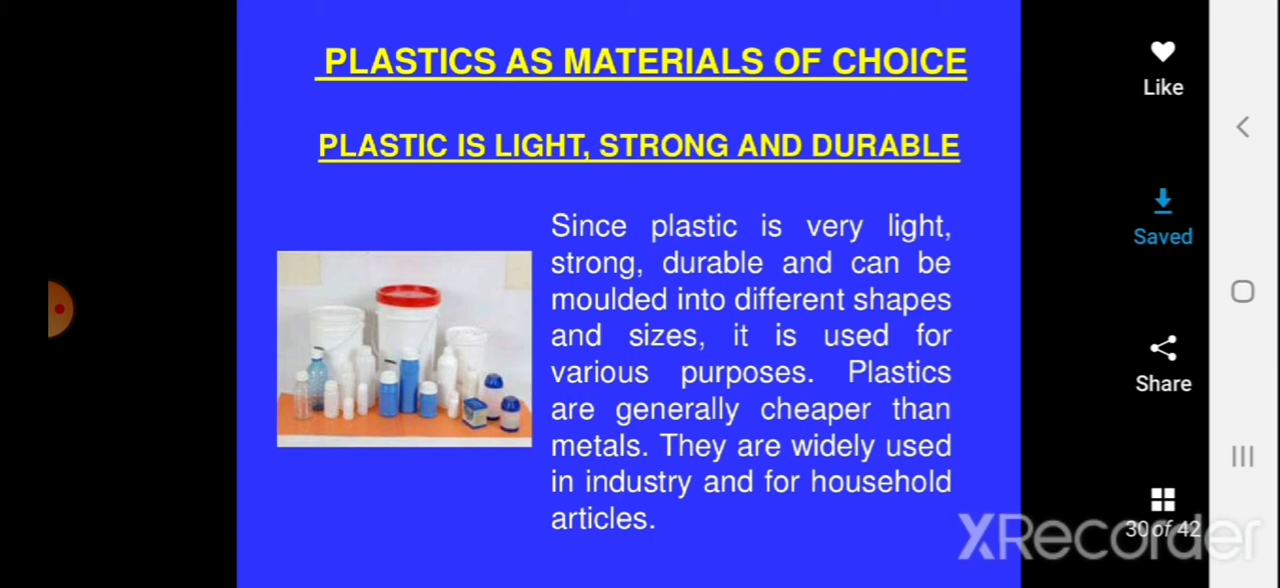 PLASTICS AS MATERIALS OF CHOICE
PLASTIC IS LIGHT, STRONG AND DURABLE
Since plastic is very light,
strong, durable and can be
moulded into different shapes
and sizes, it is used for
various purposes. Plastics
are generally cheaper than
metals. They are widely used
in industry and for household
articles.
Like
Saved
Share
30 of 42
XRecorder